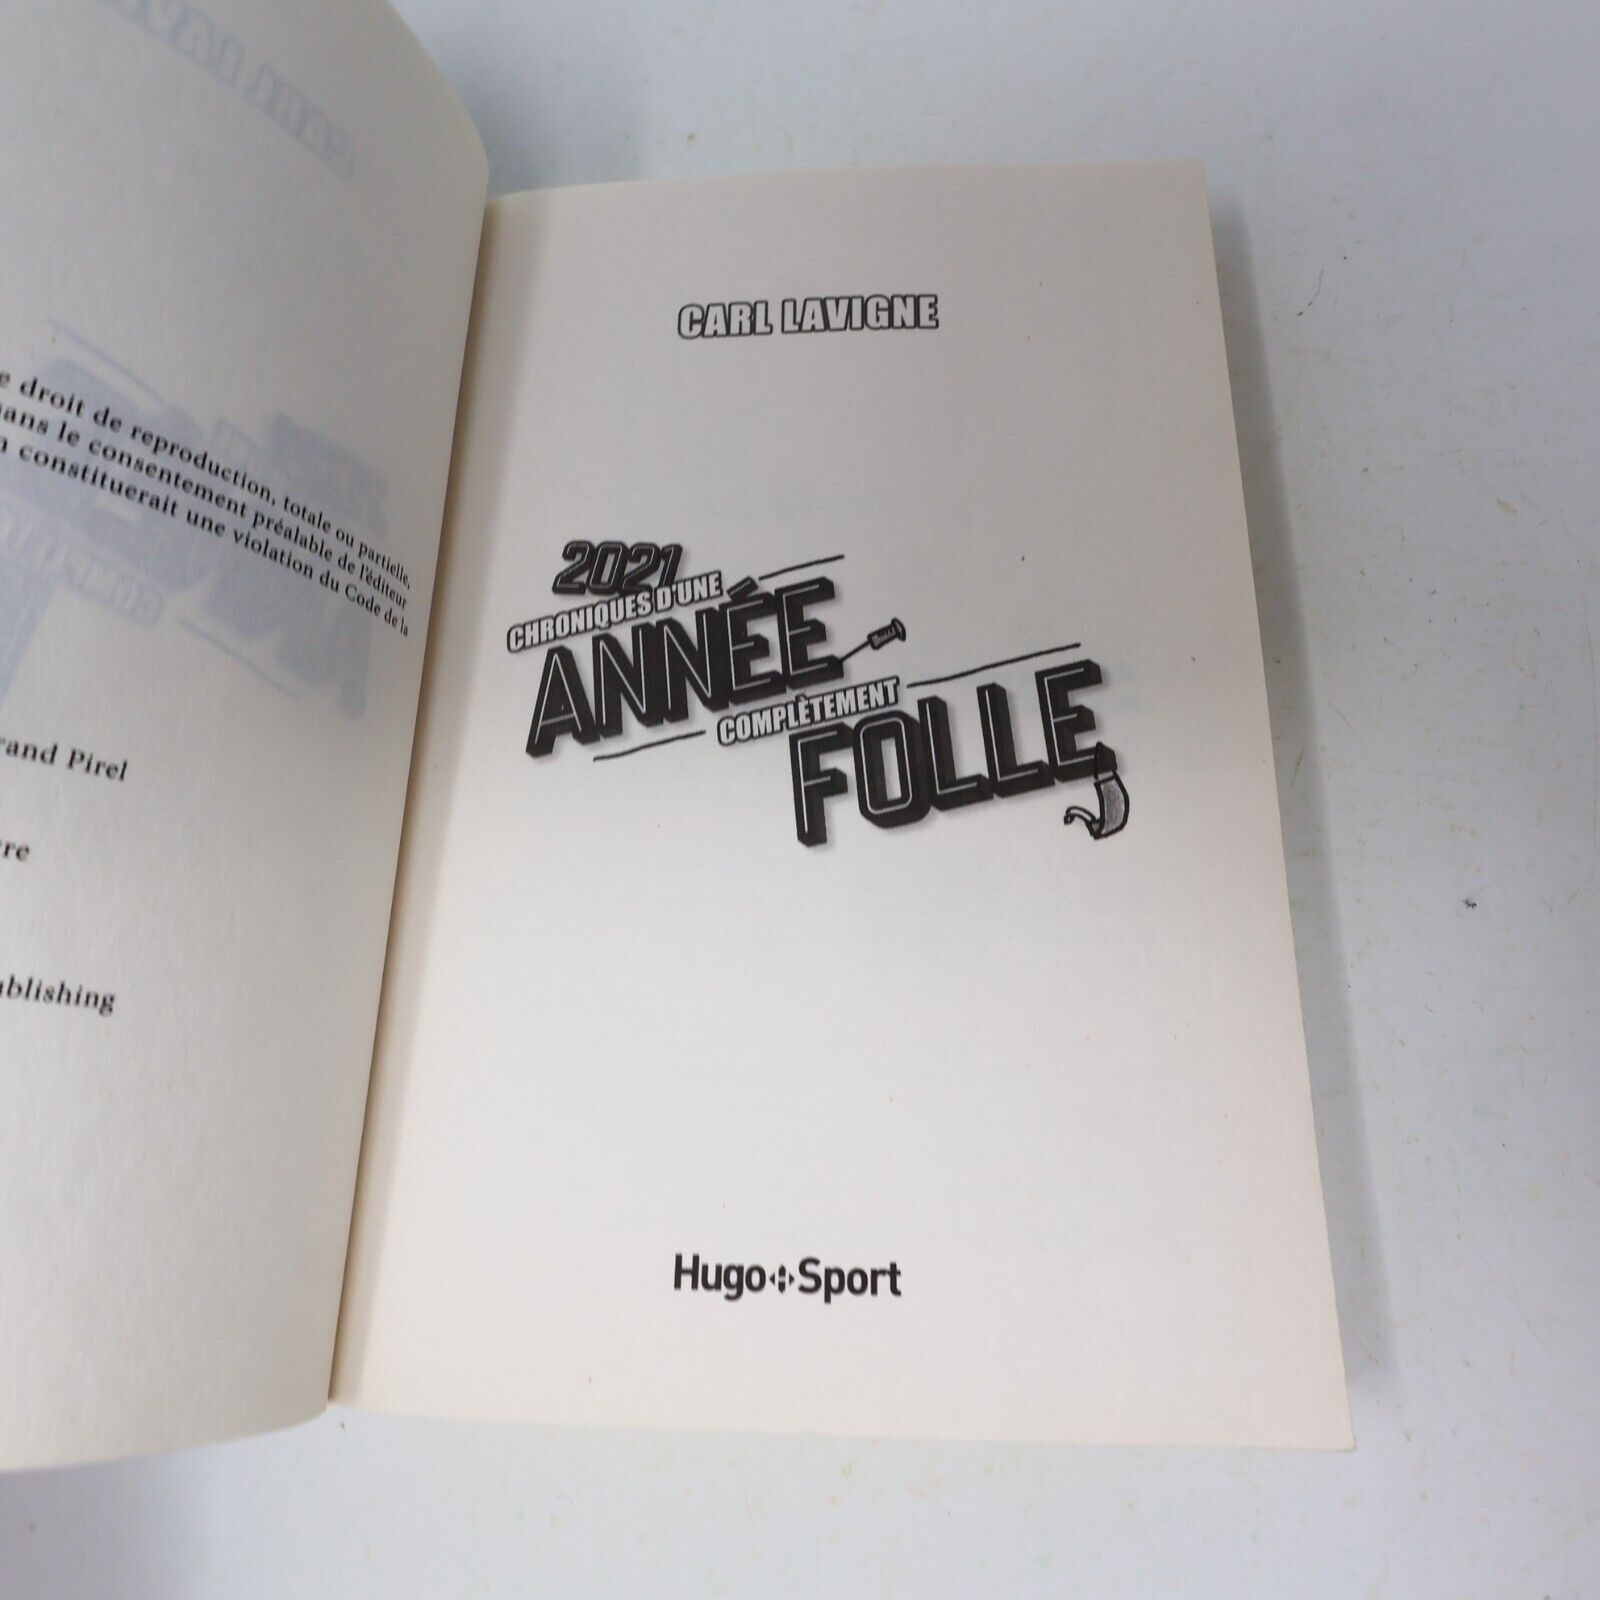 e droit de reproduction, totale ou partielle,
ans le consentement préalable de l'éditeur
n constituerait une violation du Code de la
rand Pirel
re
ublishing
CARL LAVIGNE
2021
CHRONIQUES D'UNE
ANNÉE
COMPLÈTEMENT
FOLLE
Hugo Sport